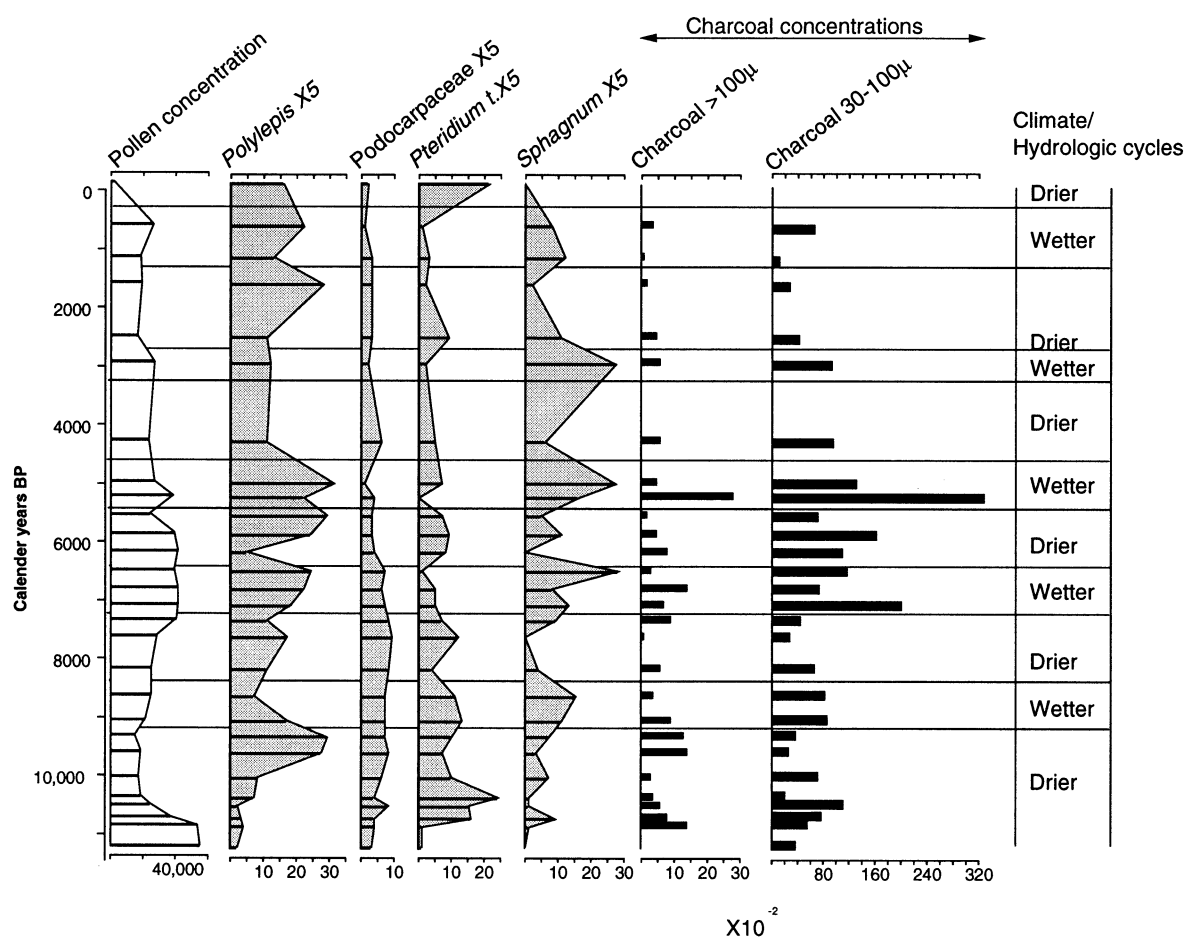 Charcoal concentrations
Pollen concentration
Polylepis X5
Podocarpaceae X5
Pteridium t.X5
Sphagnum X5
Charcoal >100µ
Charcoal 30-100µ
Climate/
Hydrologic cycles
0
2000
4000
6000
8000
10,000
Calender years BP
Drier
Wetter
Drier
Wetter
Drier
Wetter
Drier
Wetter
Drier
Wetter
Drier
40,000
10 20 30
10
10 20
10 20 30
10 20 30
80 160 240 320
X10 -2